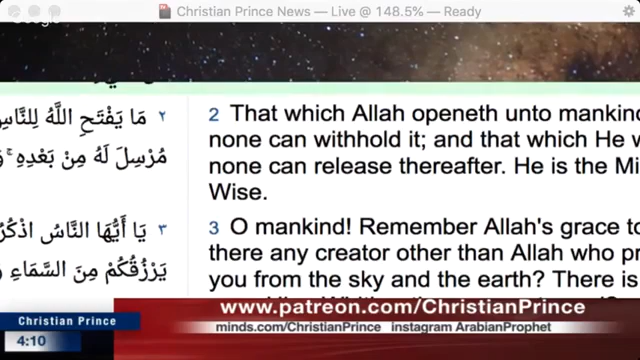 Christian Prince News — Live @ 148.5% — Ready
٢ مَا يَفْتَحِ اللَّهُ لِلنَّاسِ
2 That which Allah openeth unto mankind
none can withhold it; and that which He w
مُرْسِلَ لَهُ مِنْ بَعْدِهِ ۚ
none can release thereafter. He is the Mi
Wise.
٣ يَا أَيُّهَا النَّاسُ اذْكُرُ
3 O mankind! Remember Allah's grace to
there any creator other than Allah who pr
يَرْزُقُكُمْ مِنَ السَّمَاءِ
you from the sky and the earth? There is
www.patreon.com/ChristianPrince
Christian Prince
minds.com/ChristianPrince instagram ArabianProphet
4:10